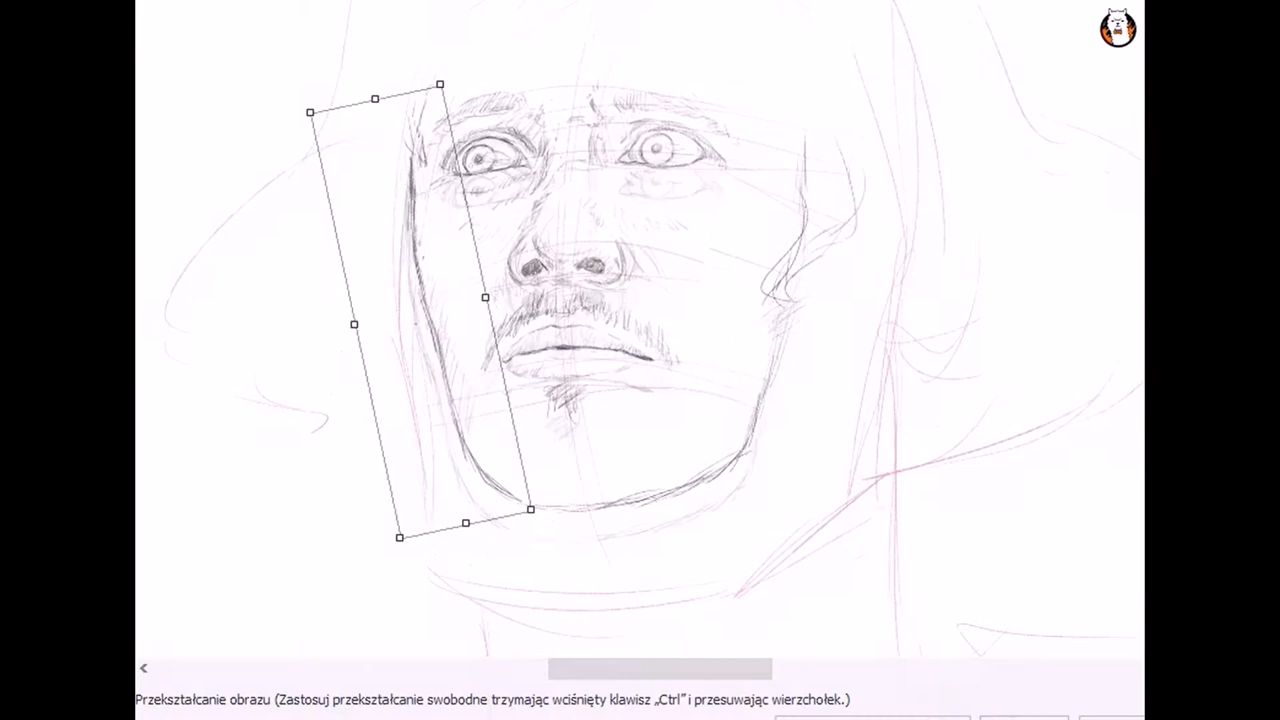 Przekształcanie obrazu (Zastosuj przekształcanie swobodne trzymając wciśnięty klawisz „Ctrl” i przesuwając wierzchołek.)